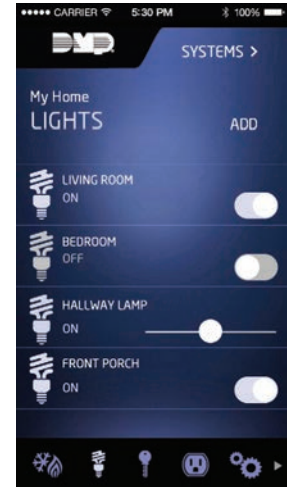 CARRIER 5:30 PM 100%
DMP SYSTEMS >
My Home
LIGHTS ADD
LIVING ROOM
ON
BEDROOM
OFF
HALLWAY LAMP
ON
FRONT PORCH
ON